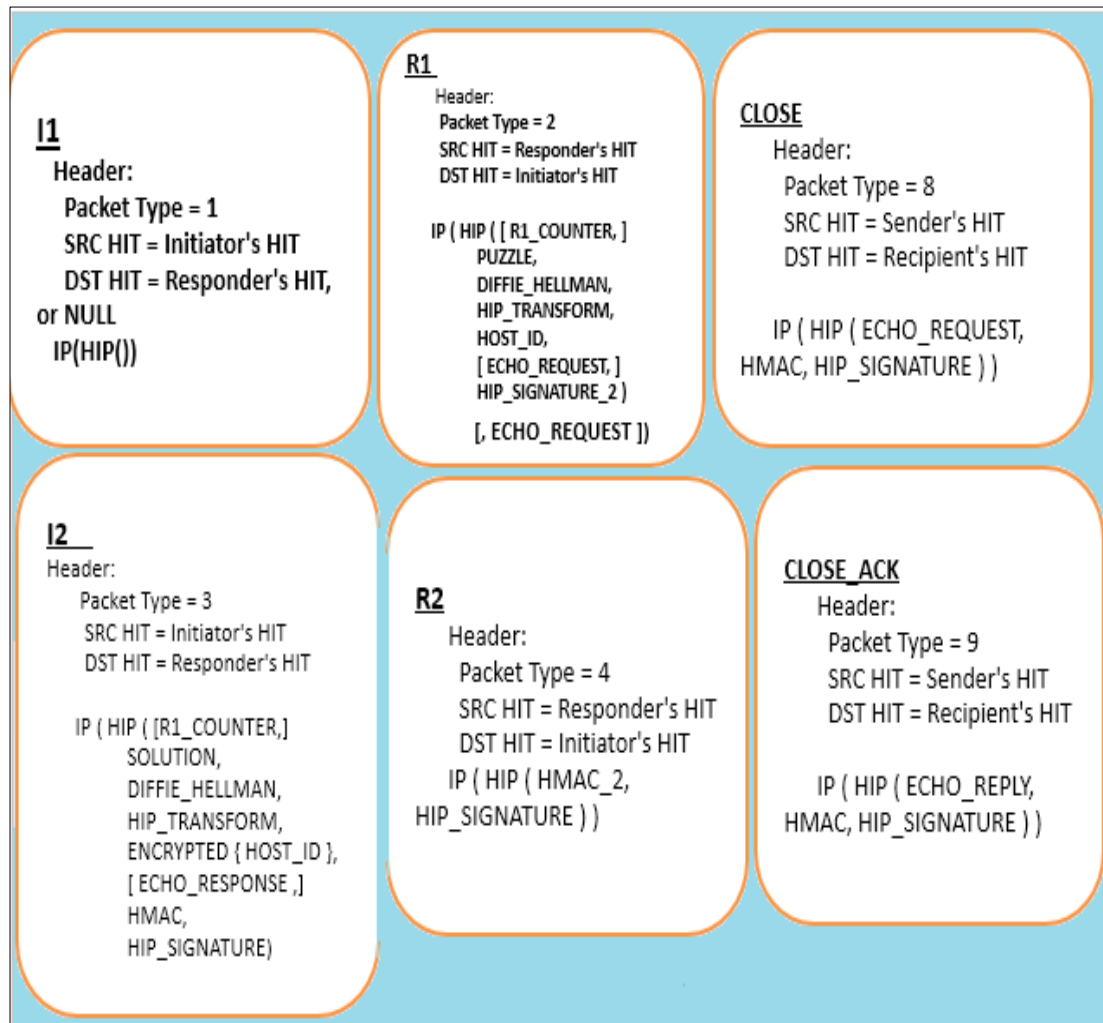 I1
Header:
Packet Type = 1
SRC HIT = Initiator's HIT
DST HIT = Responder's HIT,
or NULL
IP(HIP())
R1
Header:
Packet Type = 2
SRC HIT = Responder's HIT
DST HIT = Initiator's HIT
IP ( HIP ( [ R1_COUNTER, ]
PUZZLE,
DIFFIE_HELLMAN,
HIP_TRANSFORM,
HOST_ID,
[ ECHO_REQUEST, ]
HIP_SIGNATURE_2 )
[, ECHO_REQUEST ])
CLOSE
Header:
Packet Type = 8
SRC HIT = Sender's HIT
DST HIT = Recipient's HIT
IP ( HIP ( ECHO_REQUEST,
HMAC, HIP_SIGNATURE ) )
I2
Header:
Packet Type = 3
SRC HIT = Initiator's HIT
DST HIT = Responder's HIT
IP ( HIP ( [R1_COUNTER,]
SOLUTION,
DIFFIE_HELLMAN,
HIP_TRANSFORM,
ENCRYPTED { HOST_ID },
[ ECHO_RESPONSE ,]
HMAC,
HIP_SIGNATURE)
R2
Header:
Packet Type = 4
SRC HIT = Responder's HIT
DST HIT = Initiator's HIT
IP ( HIP ( HMAC_2,
HIP_SIGNATURE ) )
CLOSE_ACK
Header:
Packet Type = 9
SRC HIT = Sender's HIT
DST HIT = Recipient's HIT
IP ( HIP ( ECHO_REPLY,
HMAC, HIP_SIGNATURE ) )